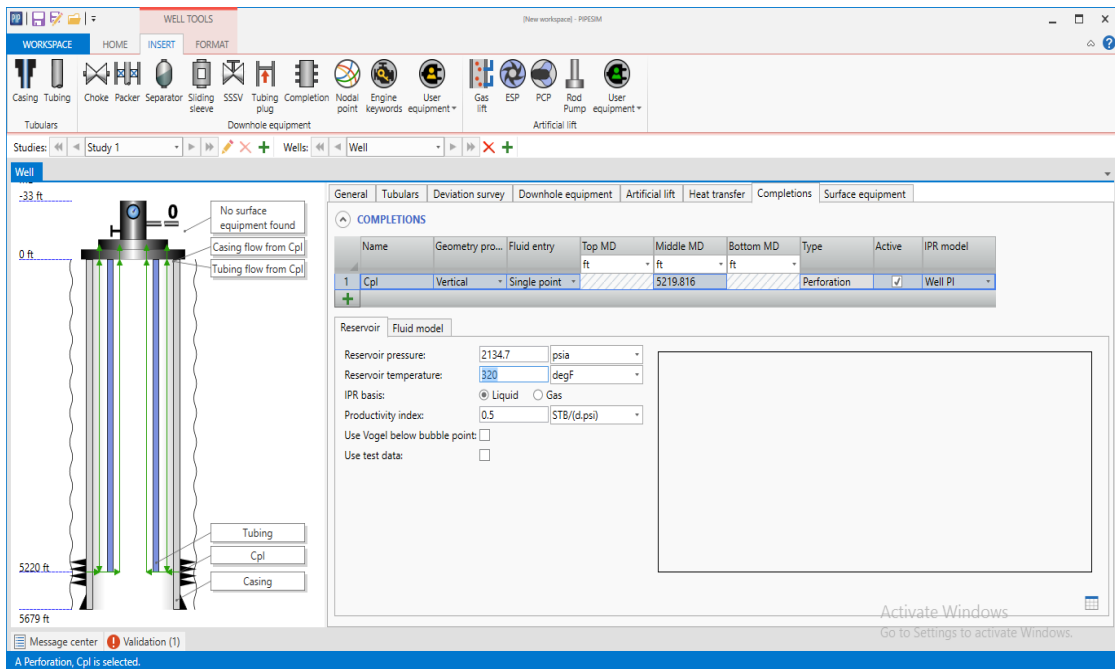 PIP WELL TOOLS [New workspace] - PIPESIM
WORKSPACE HOME INSERT FORMAT
Casing Tubing Choke Packer Separator Sliding sleeve SSSV Tubing plug Completion Nodal point Engine keywords User equipment Gas lift ESP PCP Rod Pump User equipment
Tubulars Downhole equipment Artificial lift
Studies: Study 1 Wells: Well
Well
-33 ft
0 ft
0
No surface equipment found
Casing flow from Cpl
Tubing flow from Cpl
Tubing
Cpl
Casing
5220 ft
5679 ft
General Tubulars Deviation survey Downhole equipment Artificial lift Heat transfer Completions Surface equipment
COMPLETIONS
Name Geometry pro... Fluid entry Top MD Middle MD Bottom MD Type Active IPR model
ft ft ft
1 Cpl Vertical Single point 5219.816 Perforation Well PI
Reservoir Fluid model
Reservoir pressure: 2134.7 psia
Reservoir temperature: 320 degF
IPR basis: Liquid Gas
Productivity index: 0.5 STB/(d.psi)
Use Vogel below bubble point:
Use test data:
Activate Windows
Go to Settings to activate Windows.
Message center Validation (1)
A Perforation, Cpl is selected.